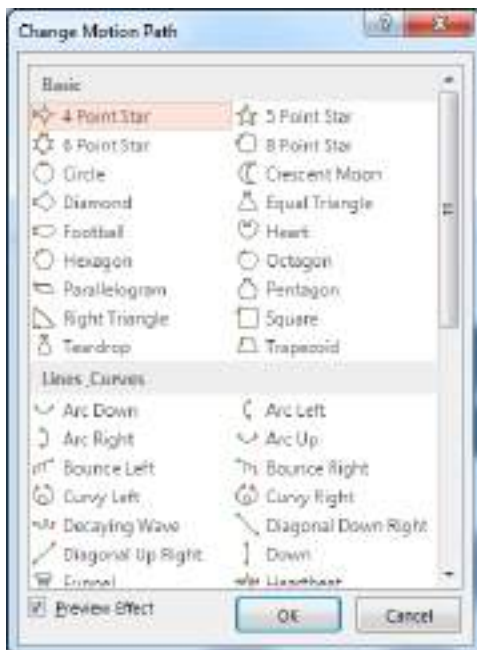 Change Motion Path
Basic
4 Point Star 5 Point Star
6 Point Star 8 Point Star
Circle Crescent Moon
Diamond Equal Triangle
Football Heart
Hexagon Octagon
Parallelogram Pentagon
Right Triangle Square
Teardrop Trapezoid
Lines_Curves
Arc Down Arc Left
Arc Right Arc Up
Bounce Left Bounce Right
Curvy Left Curvy Right
Decaying Wave Diagonal Down Right
Diagonal Up Right Down
Funnel Heartbeat
Preview Effect OK Cancel